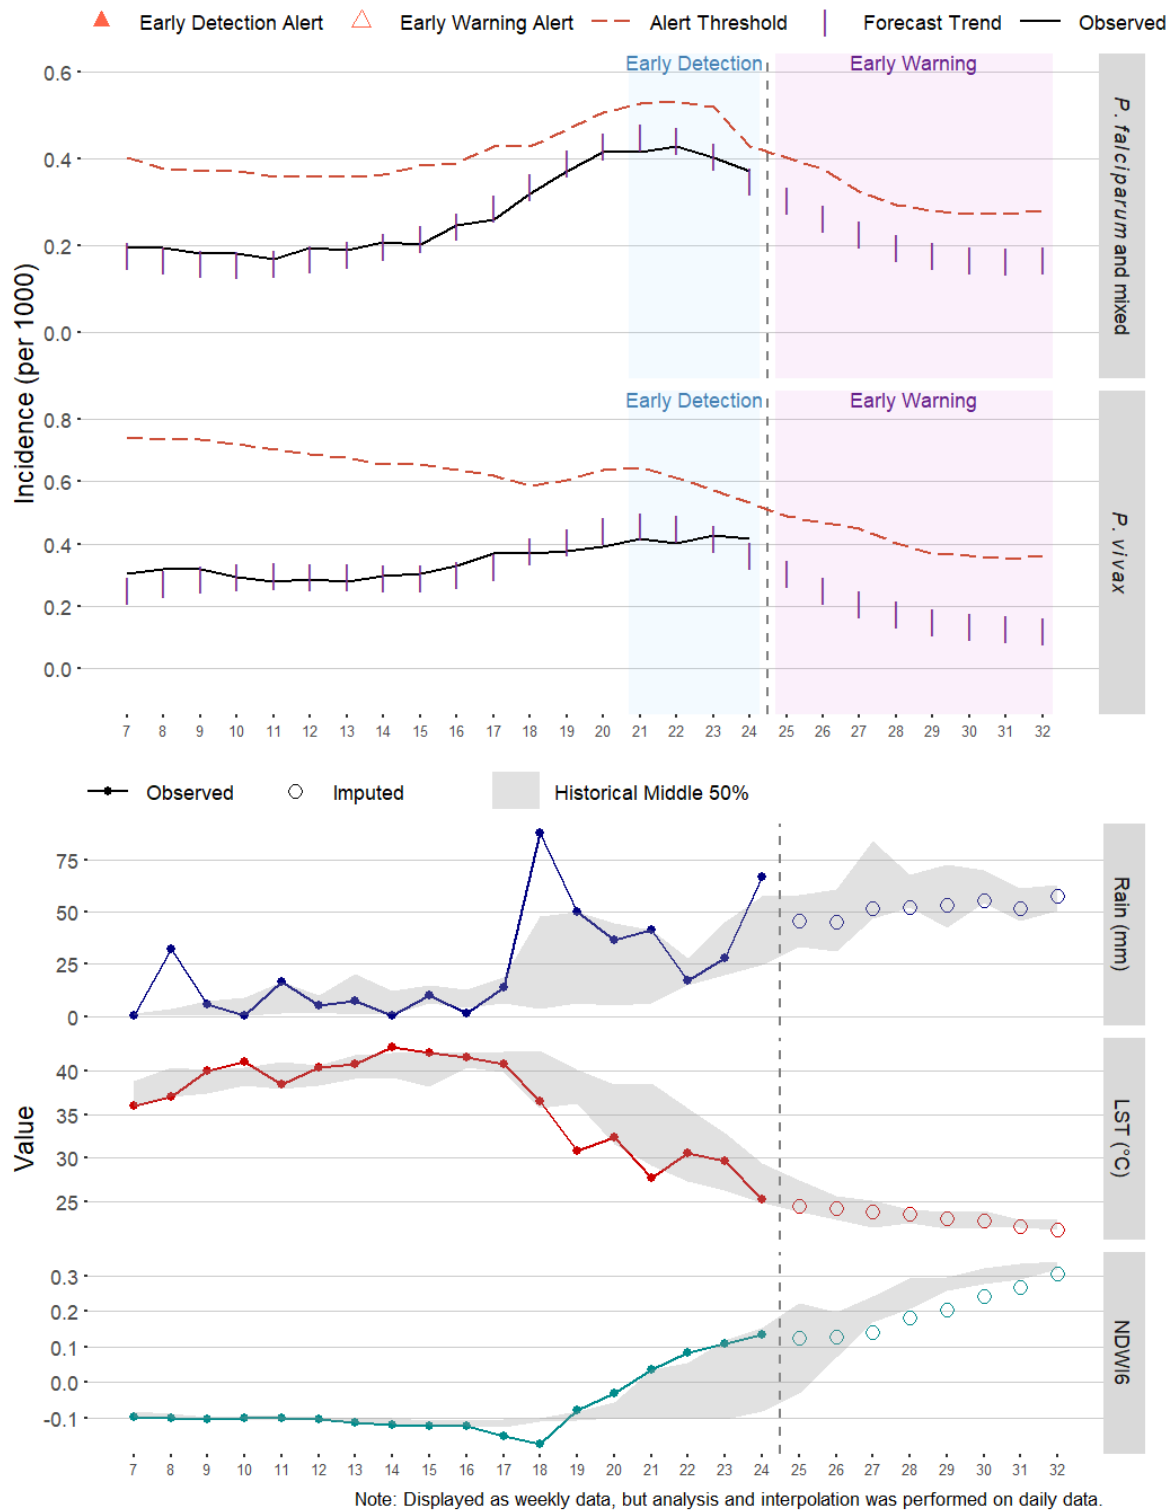 Early Detection Alert Early Warning Alert Alert Threshold Forecast Trend Observed
Early Detection Early Warning
0.6
0.4
0.2
0.0
P. falciparum and mixed
Early Detection Early Warning
0.8
0.6
0.4
0.2
0.0
P. vivax
Incidence (per 1000)
7 8 9 10 11 12 13 14 15 16 17 18 19 20 21 22 23 24 25 26 27 28 29 30 31 32
Observed Imputed Historical Middle 50%
75
50
25
0
Rain (mm)
40
35
30
25
LST (°C)
Value
0.3
0.2
0.1
0.0
-0.1
NDWI6
7 8 9 10 11 12 13 14 15 16 17 18 19 20 21 22 23 24 25 26 27 28 29 30 31 32
Note: Displayed as weekly data, but analysis and interpolation was performed on daily data.